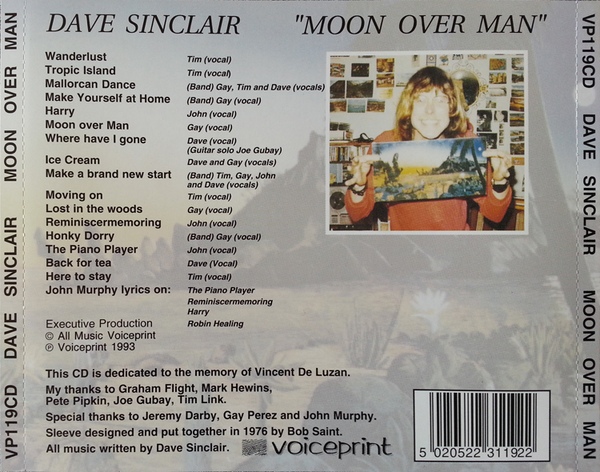 DAVE SINCLAIR "MOON OVER MAN"
Wanderlust Tim (vocal)
Tropic Island Tim (vocal)
Mallorcan Dance (Band) Gay, Tim and Dave (vocals)
Make Yourself at Home (Band) Gay (vocal)
Harry John (vocal)
Moon over Man Gay (vocal)
Where have I gone Dave (vocal)
(Guitar solo Joe Gubay)
Ice Cream Dave and Gay (vocals)
Make a brand new start (Band) Tim, Gay, John
and Dave (vocals)
Moving on Tim (vocal)
Lost in the woods Gay (vocal)
Reminiscermemoring John (vocal)
Honky Dorry (Band) Gay (vocal)
The Piano Player John (vocal)
Back for tea Dave (Vocal)
Here to stay Tim (vocal)
John Murphy lyrics on: The Piano Player
Reminiscermemoring
Harry
Executive Production Robin Healing
© All Music Voiceprint
℗ Voiceprint 1993
This CD is dedicated to the memory of Vincent De Luzan.
My thanks to Graham Flight, Mark Hewins,
Pete Pipkin, Joe Gubay, Tim Link.
Special thanks to Jeremy Darby, Gay Perez and John Murphy.
Sleeve designed and put together in 1976 by Bob Saint.
All music written by Dave Sinclair.
voiceprint
5 020522 311922
VP119CD DAVE SINCLAIR MOON OVER MAN
VP119CD DAVE SINCLAIR MOON OVER MAN